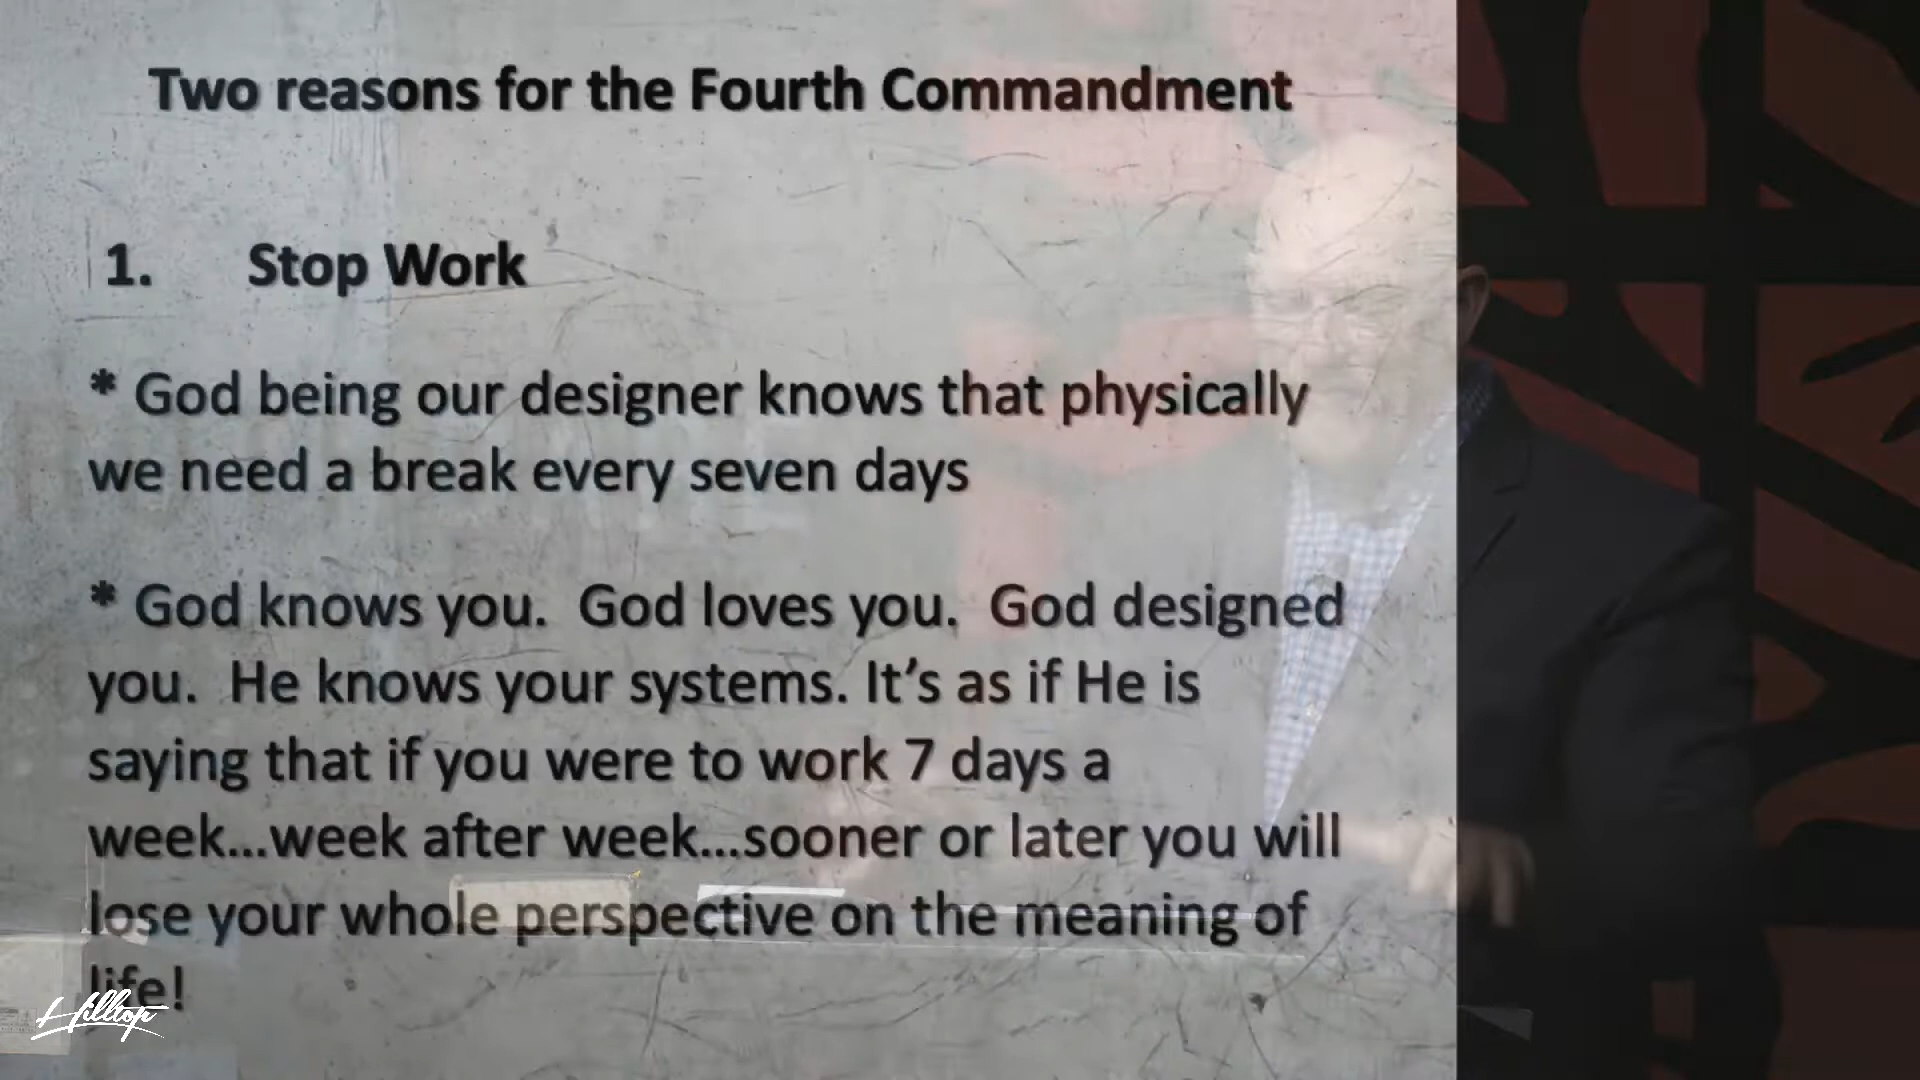 Two reasons for the Fourth Commandment
1. Stop Work
* God being our designer knows that physically
we need a break every seven days
* God knows you.  God loves you.  God designed
you.  He knows your systems. It’s as if He is
saying that if you were to work 7 days a
week...week after week...sooner or later you will
lose your whole perspective on the meaning of
life!
Hilltop